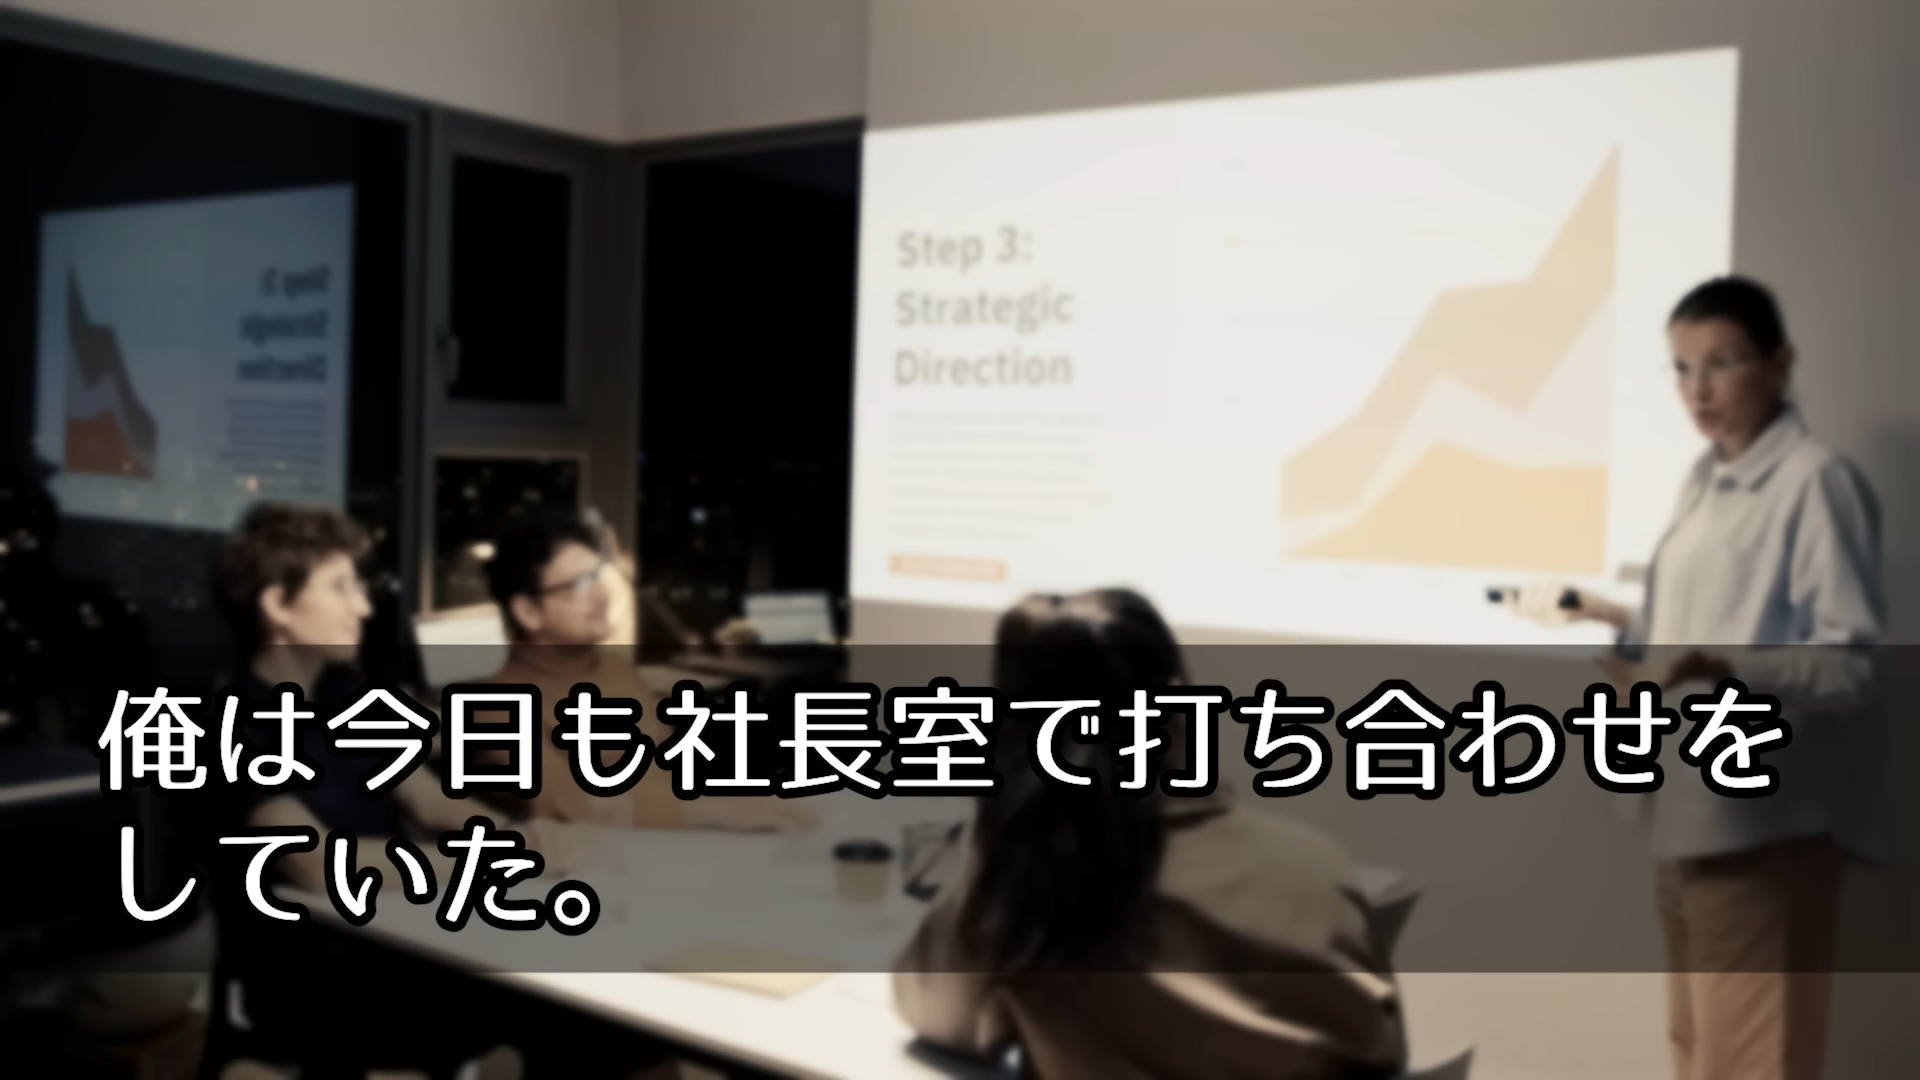 Step 3:
Strategic
Direction
俺は今日も社長室で打ち合わせを
していた。